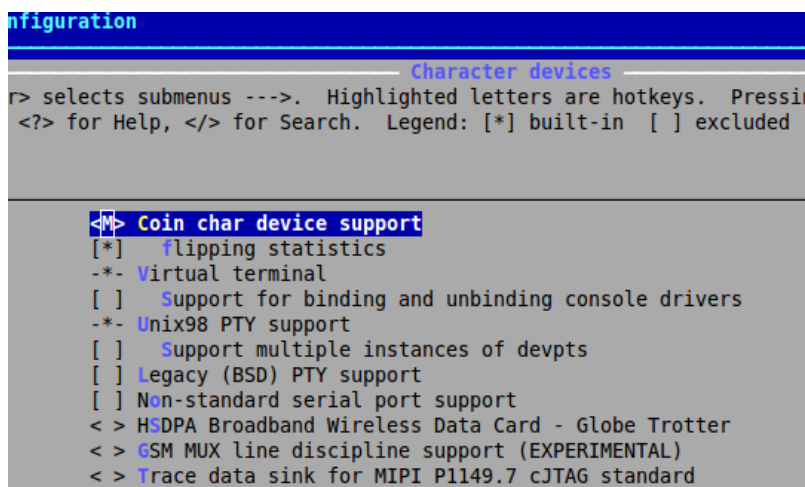 nfiguration
Character devices
r> selects submenus --->.  Highlighted letters are hotkeys.  Pressi
<?> for Help, </> for Search.  Legend: [*] built-in  [ ] excluded
<M> Coin char device support
[*]   flipping statistics
-*- Virtual terminal
[ ]   Support for binding and unbinding console drivers
-*- Unix98 PTY support
[ ]   Support multiple instances of devpts
[ ] Legacy (BSD) PTY support
[ ] Non-standard serial port support
< > HSDPA Broadband Wireless Data Card - Globe Trotter
< > GSM MUX line discipline support (EXPERIMENTAL)
< > Trace data sink for MIPI P1149.7 cJTAG standard